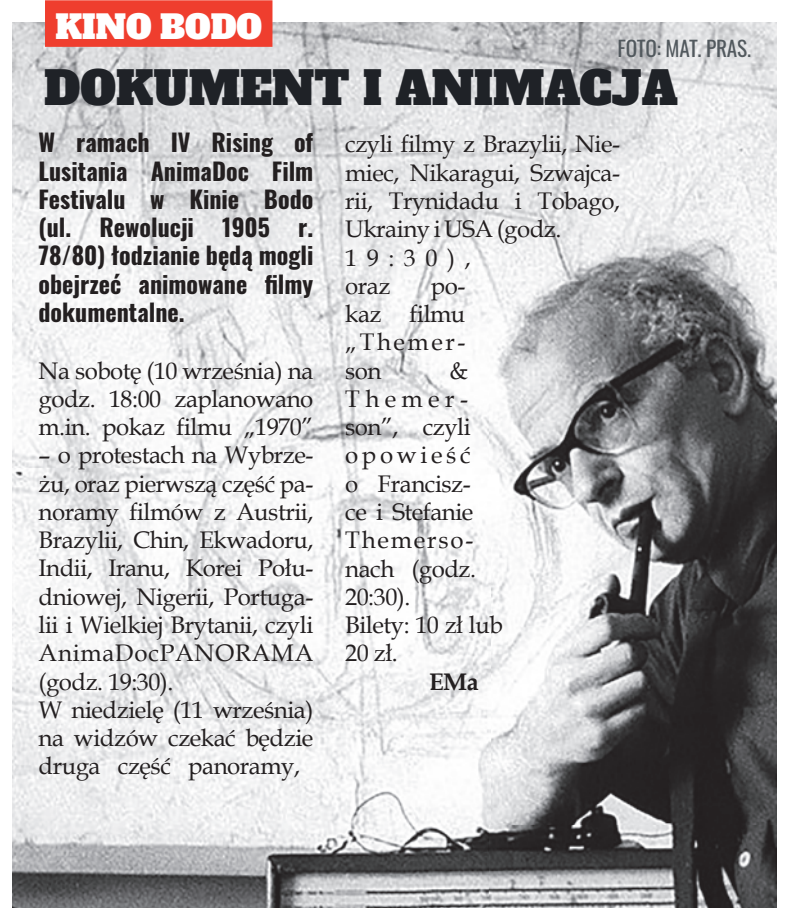 KINO BODO
FOTO: MAT. PRAS.
DOKUMENT I ANIMACJA
W ramach IV Rising of
Lusitania AnimaDoc Film
Festivalu w Kinie Bodo
(ul. Rewolucji 1905 r.
78/80) łodzianie będą mogli
obejrzeć animowane filmy
dokumentalne.
Na sobotę (10 września) na
godz. 18:00 zaplanowano
m.in. pokaz filmu „1970”
– o protestach na Wybrze-
żu, oraz pierwszą część pa-
noramy filmów z Austrii,
Brazylii, Chin, Ekwadoru,
Indii, Iranu, Korei Połu-
dniowej, Nigerii, Portuga-
lii i Wielkiej Brytanii, czyli
AnimaDocPANORAMA
(godz. 19:30).
W niedzielę (11 września)
na widzów czekać będzie
druga część panoramy,
czyli filmy z Brazylii, Nie-
miec, Nikaragui, Szwajca-
rii, Trynidadu i Tobago,
Ukrainy i USA (godz.
19:30),
oraz po-
kaz filmu
„Themer-
son &
Themer-
son”, czyli
opowieść
o Francisz-
ce i Stefanie
Themerso-
nach (godz.
20:30).
Bilety: 10 zł lub
20 zł.
EMa